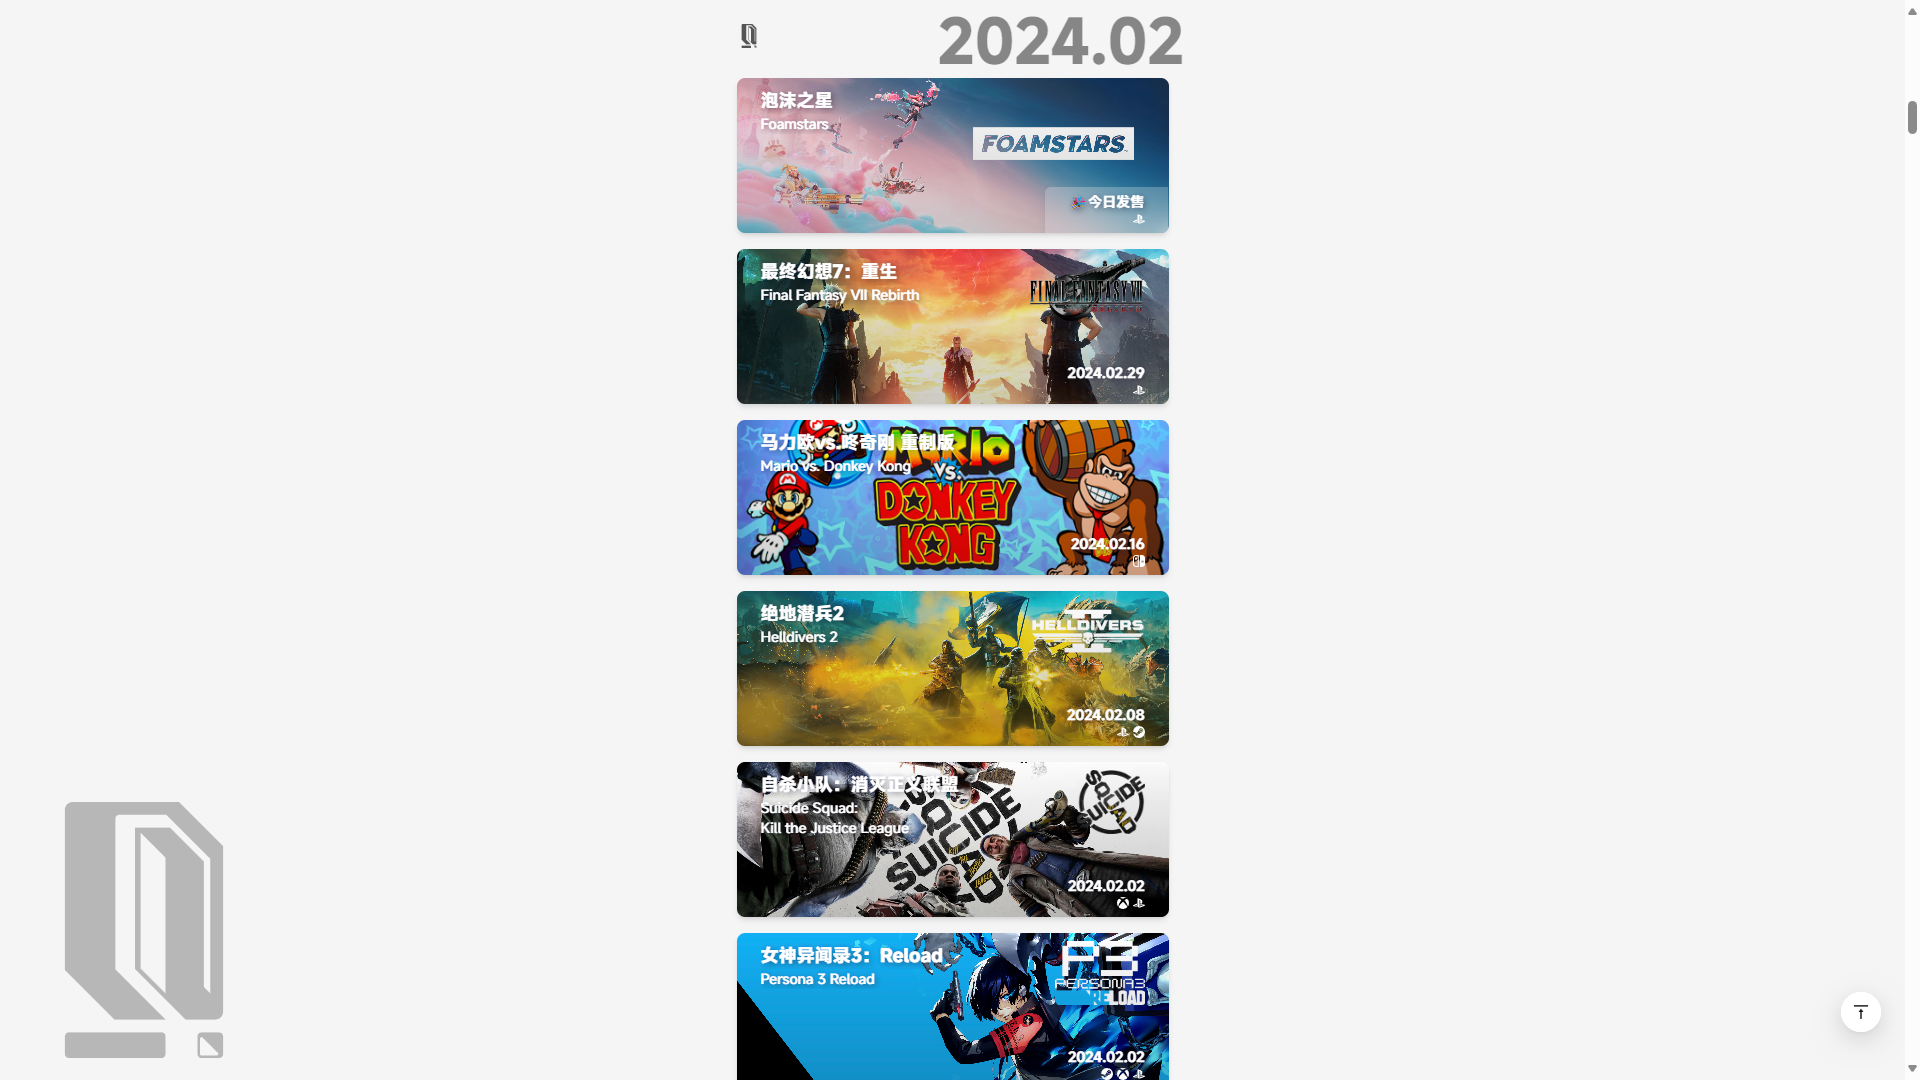 2024.02
泡沫之星
Foamstars
FOAMSTARS
🎉 今日发售
最终幻想7：重生
Final Fantasy VII Rebirth
FINAL FANTASY VII
2024.02.29
马力欧vs.咚奇刚 重制版
Mario vs. Donkey Kong
MARIO
VS.
DONKEY
KONG
2024.02.16
绝地潜兵2
Helldivers 2
HELLDIVERS
II
2024.02.08
自杀小队：消灭正义联盟
Suicide Squad:
Kill the Justice League
SUICIDE
SQUAD
SUICIDE
SQUAD
2024.02.02
女神异闻录3：Reload
Persona 3 Reload
P3
PERSONA3
RELOAD
2024.02.02